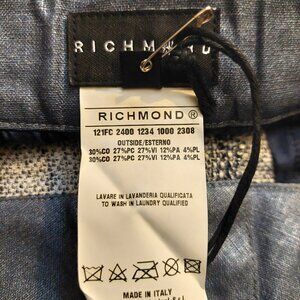 RICHMOND
RICHMOND®
121FC 2400 1234 1000 2308
OUTSIDE/ESTERNO
30%CO 27%PC 27%VI 12%PA 4%PL
30%CO 27%PC 27%VI 12%PA 4%PL
LAVARE IN LAVANDERIA QUALIFICATA
TO WASH IN LAUNDRY QUALIFIED
MADE IN ITALY